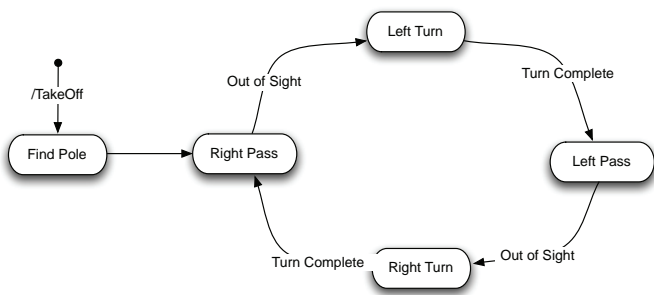 Left Turn
Turn Complete
Out of Sight
/TakeOff
Find Pole
Right Pass
Left Pass
Out of Sight
Turn Complete
Right Turn